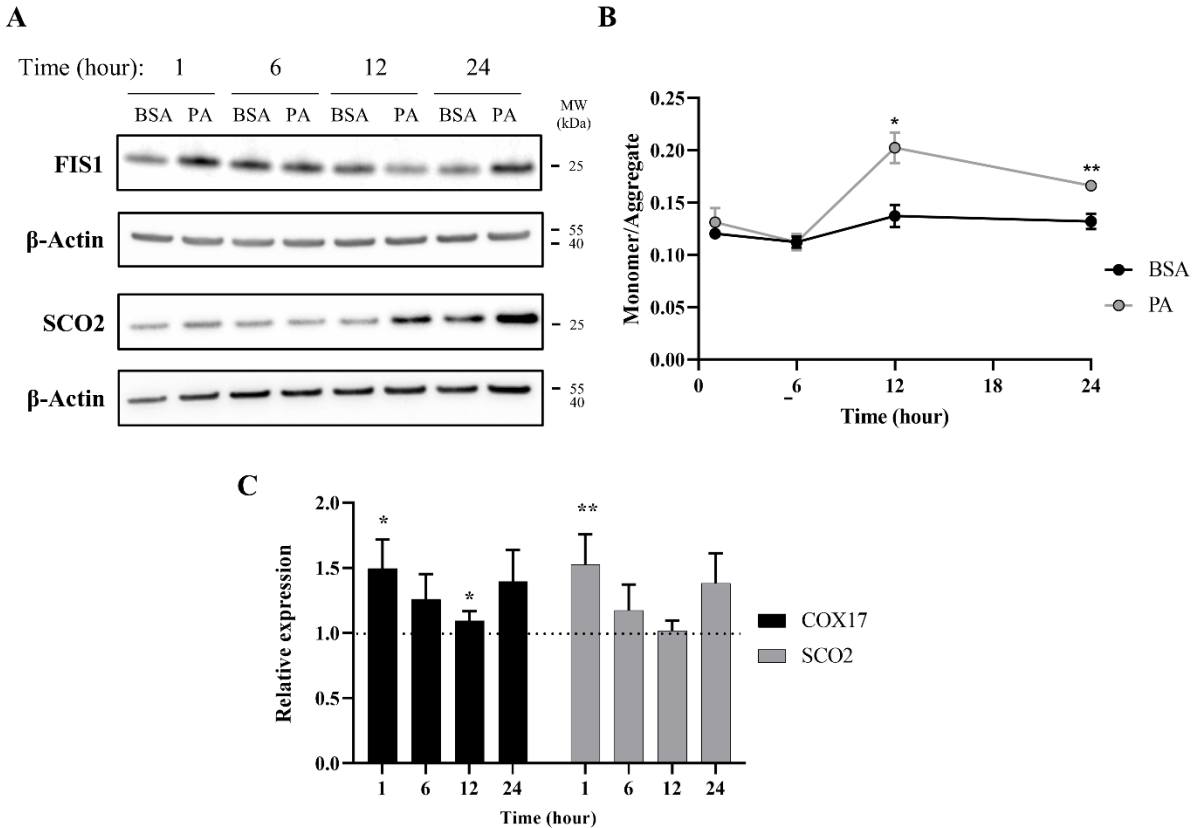 A
Time (hour): 1 6 12 24
BSA PA BSA PA BSA PA BSA PA MW
(kDa)
FIS1 - 25
β-Actin - 55
- 40
SCO2 - 25
β-Actin - 55
40
B
0.25
0.20
0.15
0.10
0.05
0.00
Monomer/Aggregate
*
**
0 6 12 18 24
Time (hour)
BSA
PA
C
2.0
1.5
1.0
0.5
0.0
Relative expression
* * **
1 6 12 24 1 6 12 24
Time (hour)
COX17
SCO2